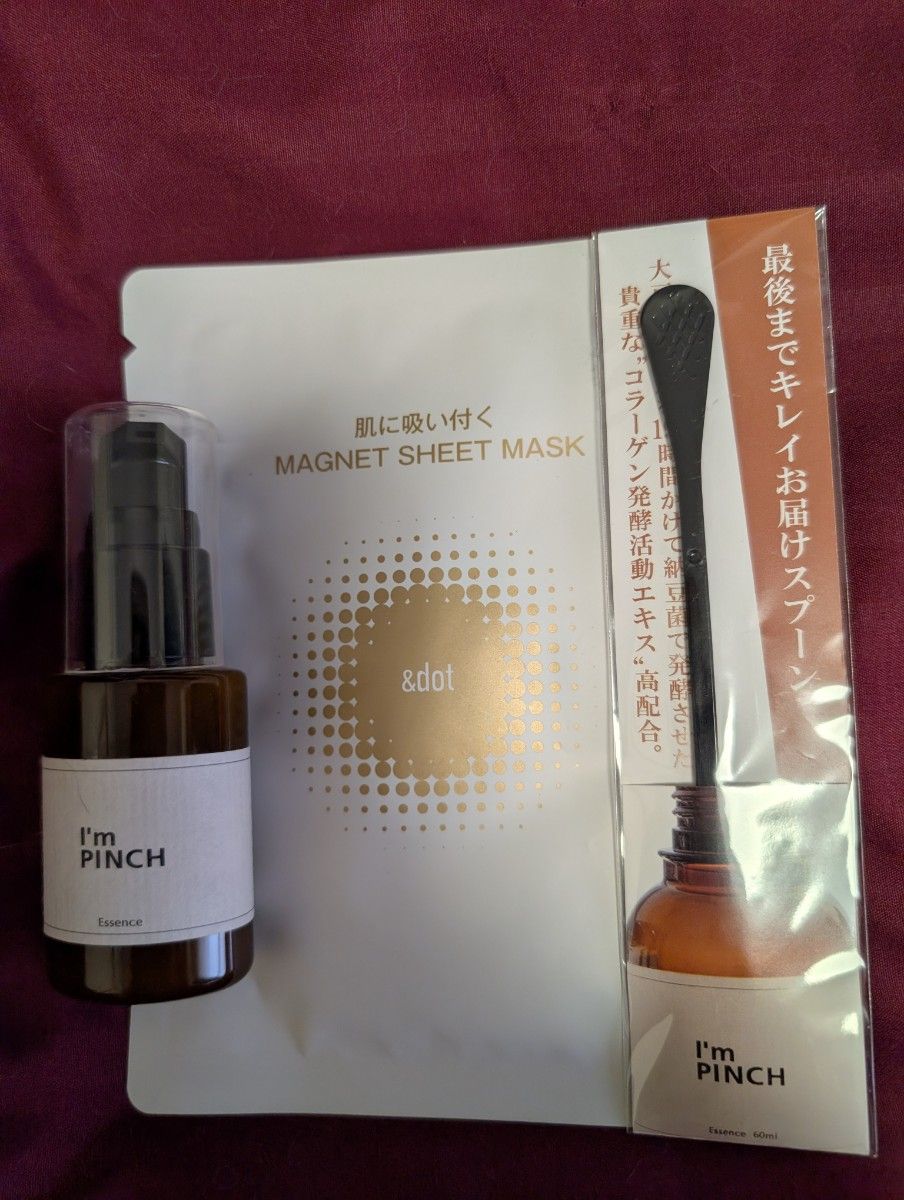 肌に吸い付く
MAGNET SHEET MASK
&dot
I'm
PINCH
Essence
最後までキレイお届けスプーン
大
時間かけて納豆菌で発酵させた
貴重な"コラーゲン発酵活動エキス"高配合。
I'm
PINCH
Essence 60ml